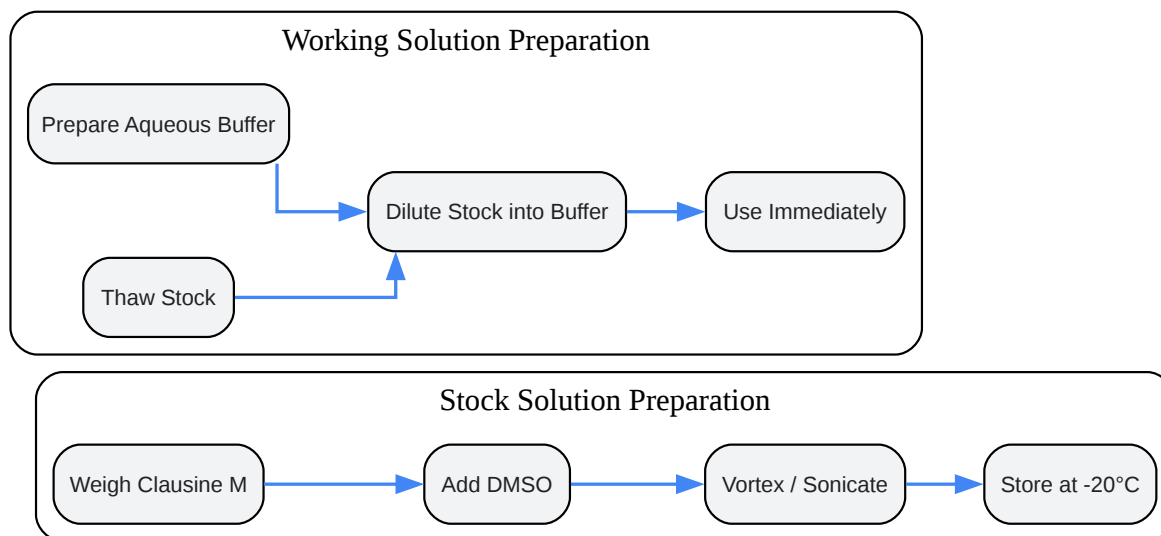 Working Solution Preparation
Prepare Aqueous Buffer
Dilute Stock into Buffer
Use Immediately
Thaw Stock
Stock Solution Preparation
Weigh Clausine M
Add DMSO
Vortex / Sonicate
Store at -20°C